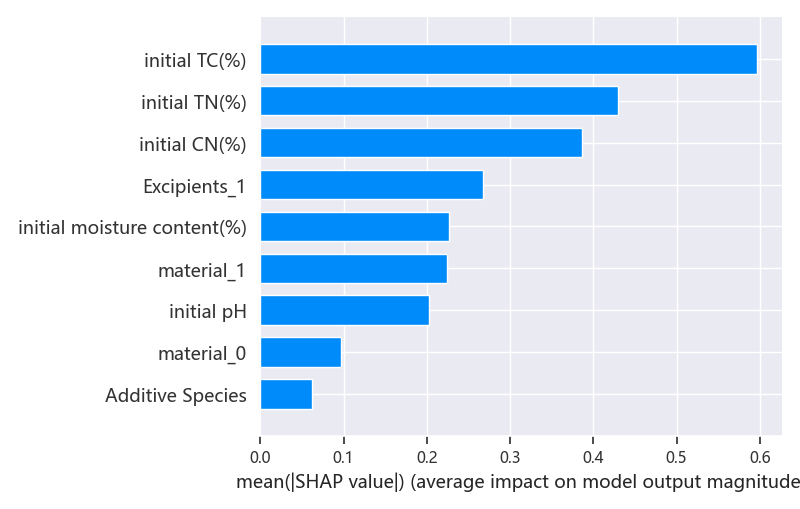 initial TC(%)
initial TN(%)
initial CN(%)
Excipients_1
initial moisture content(%)
material_1
initial pH
material_0
Additive Species
0.0 0.1 0.2 0.3 0.4 0.5 0.6
mean(|SHAP value|) (average impact on model output magnitude